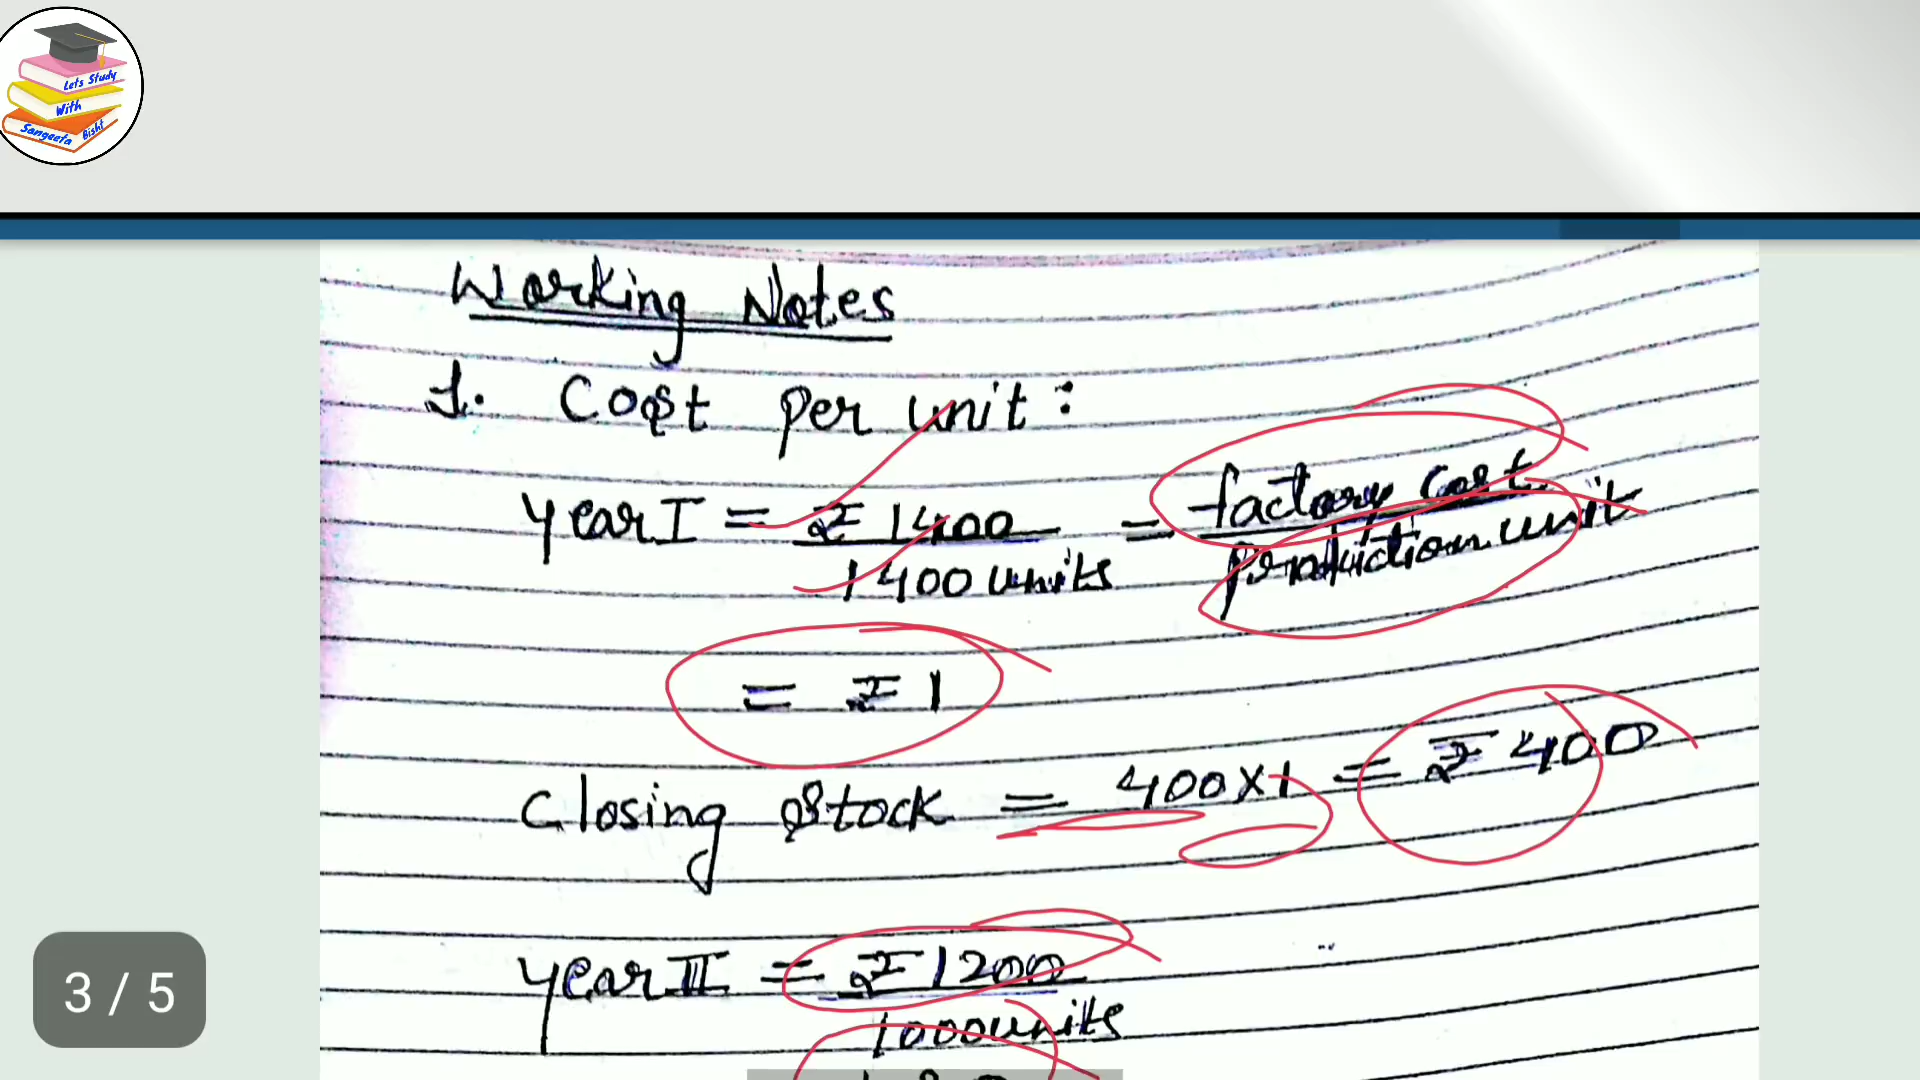 Lets Study
With
Sangeeta Bisht
Working Notes
1. Cost per unit:
Year I = ₹ 1400 / 1400 units = factory cost / production unit
= ₹ 1
Closing Stock = 400 x 1 = ₹ 400
Year II = ₹ 1200 / 1000 units
3 / 5